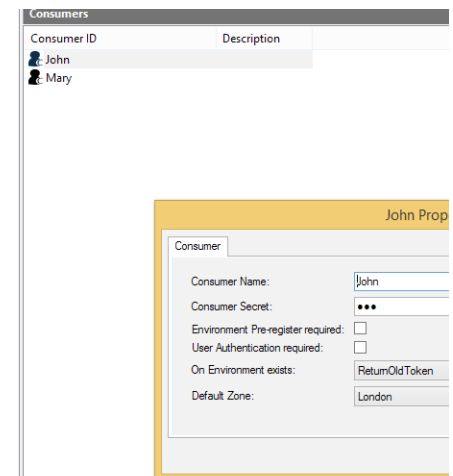 Consumers
Consumer ID Description
John
Mary
John Prop
Consumer
Consumer Name: John
Consumer Secret: •••
Environment Pre-register required:
User Authentication required:
On Environment exists: ReturnOldToken
Default Zone: London